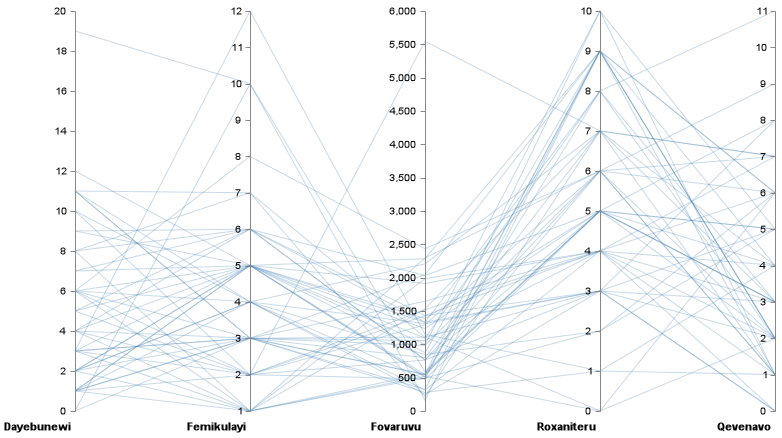 20 12 6,000 10 11
18 11 5,500 9 10
16 10 5,000 8 9
14 9 4,500 7 8
12 8 4,000 6 7
10 7 3,500 5 6
8 6 3,000 4 5
6 5 2,500 3 4
4 4 2,000 2 3
2 3 1,500 1 2
0 2 1,000 0 1
1 500 0
0
Dayebunewi Femikulayi Fovaruvu Roxaniteru Qevenavo